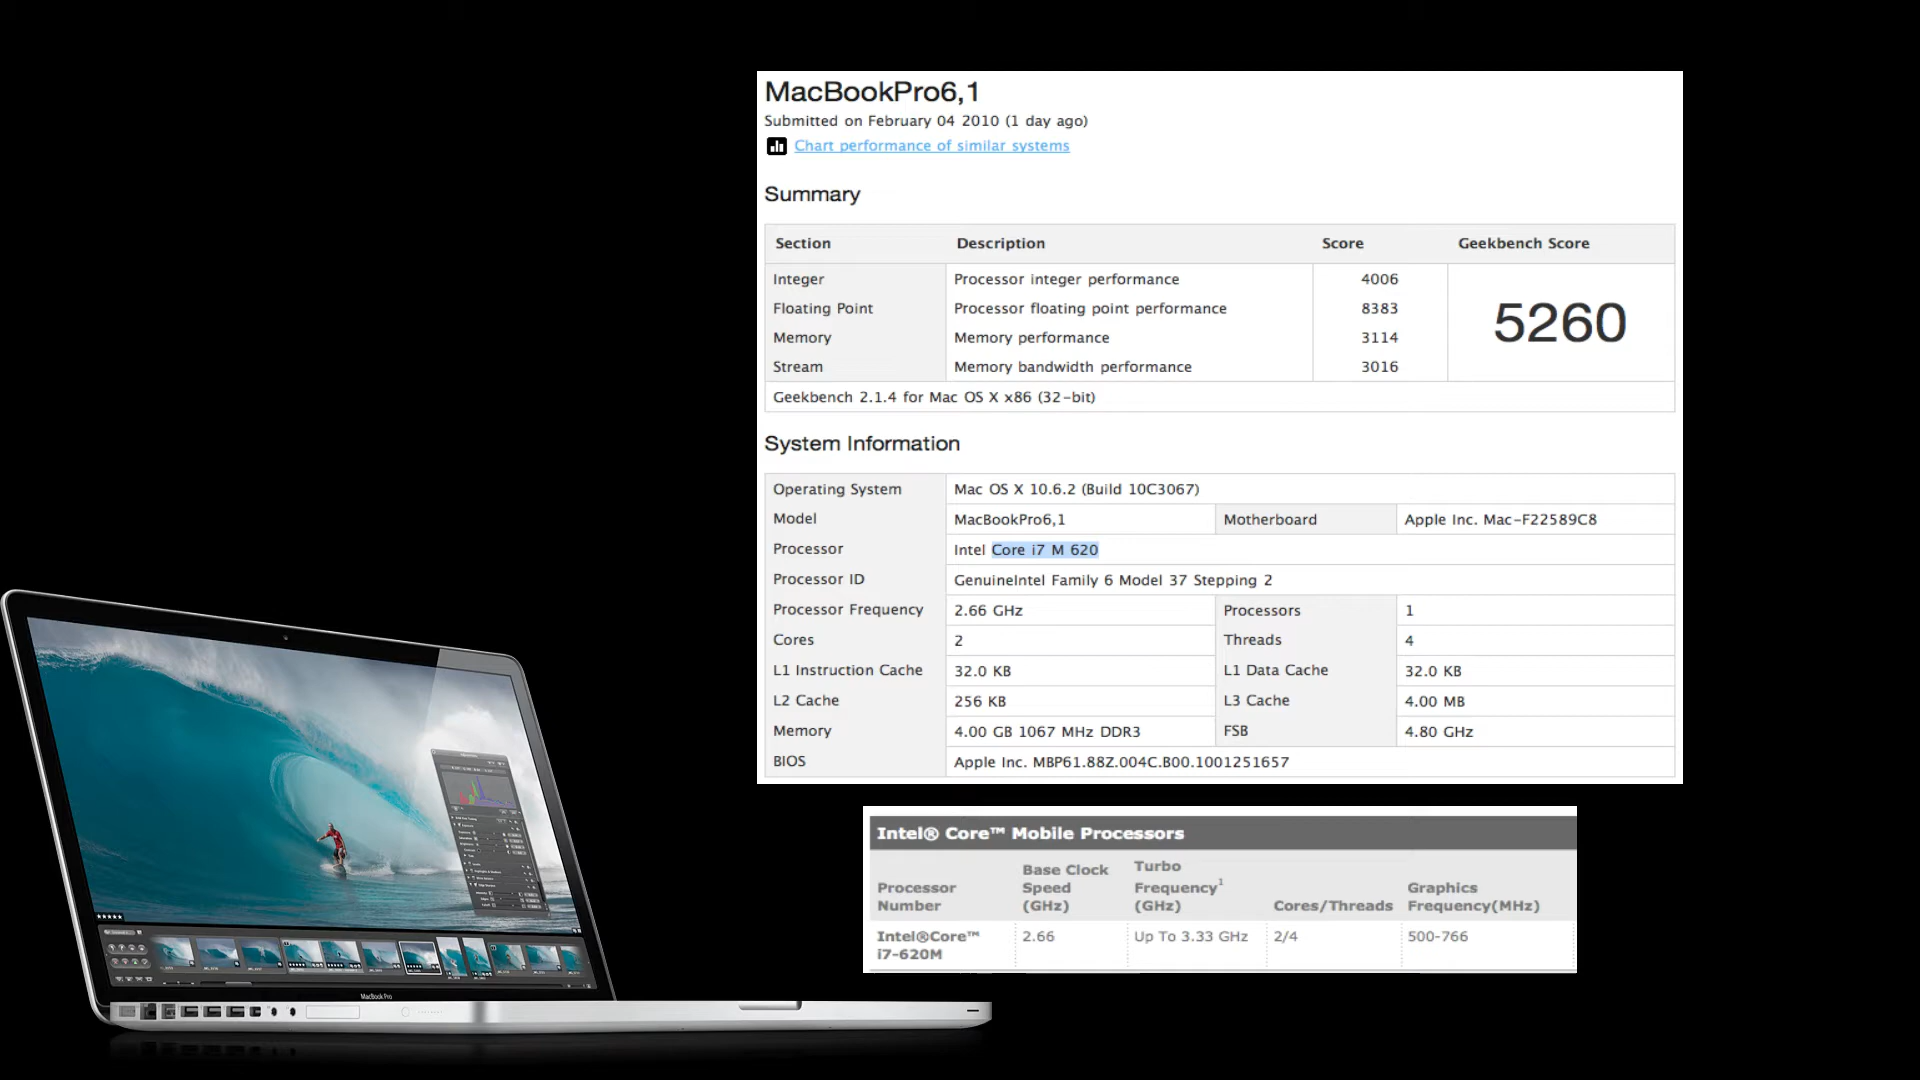 MacBookPro6,1
Submitted on February 04 2010 (1 day ago)
Chart performance of similar systems
Summary
Section Description Score Geekbench Score
Integer Processor integer performance 4006
Floating Point Processor floating point performance 8383
5260
Memory Memory performance 3114
Stream Memory bandwidth performance 3016
Geekbench 2.1.4 for Mac OS X x86 (32-bit)
System Information
Operating System Mac OS X 10.6.2 (Build 10C3067)
Model MacBookPro6,1 Motherboard Apple Inc. Mac-F22589C8
Processor Intel Core i7 M 620
Processor ID GenuineIntel Family 6 Model 37 Stepping 2
Processor Frequency 2.66 GHz Processors 1
Cores 2 Threads 4
L1 Instruction Cache 32.0 KB L1 Data Cache 32.0 KB
L2 Cache 256 KB L3 Cache 4.00 MB
Memory 4.00 GB 1067 MHz DDR3 FSB 4.80 GHz
BIOS Apple Inc. MBP61.88Z.004C.B00.1001251657
Intel® Core™ Mobile Processors
Processor Number Base Clock Speed (GHz) Turbo Frequency¹ (GHz) Cores/Threads Graphics Frequency(MHz)
Intel®Core™ i7-620M 2.66 Up To 3.33 GHz 2/4 500-766
MacBook Pro